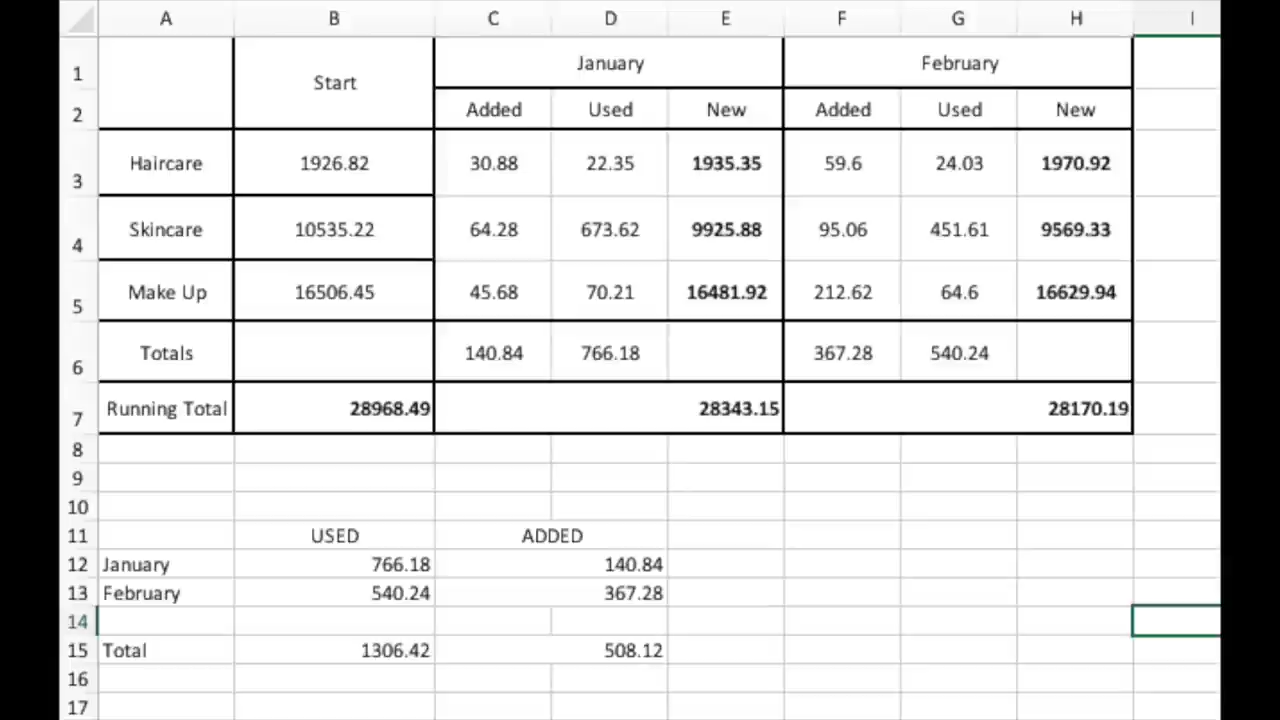 A B C D E F G H I
1 Start January February
2 Added Used New Added Used New
3 Haircare 1926.82 30.88 22.35 1935.35 59.6 24.03 1970.92
4 Skincare 10535.22 64.28 673.62 9925.88 95.06 451.61 9569.33
5 Make Up 16506.45 45.68 70.21 16481.92 212.62 64.6 16629.94
6 Totals 140.84 766.18 367.28 540.24
7 Running Total 28968.49 28343.15 28170.19
8
9
10
11 USED ADDED
12 January 766.18 140.84
13 February 540.24 367.28
14
15 Total 1306.42 508.12
16
17